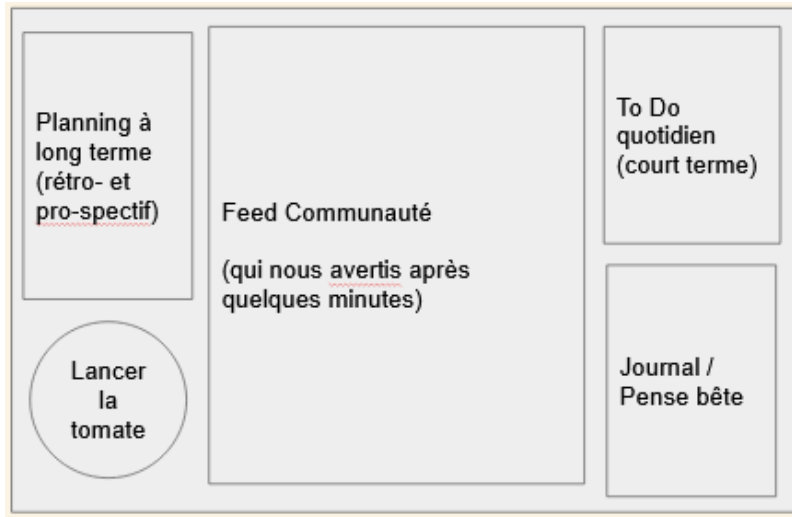 Planning à
long terme
(rétro- et
pro-spectif)
Lancer
la
tomate
Feed Communauté
(qui nous avertis après
quelques minutes)
To Do
quotidien
(court terme)
Journal /
Pense bête